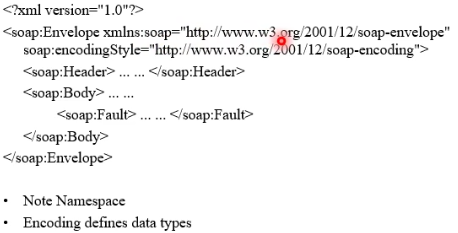 <?xml version="1.0"?>
<soap:Envelope xmlns:soap="http://www.w3.org/2001/12/soap-envelope"
soap:encodingStyle="http://www.w3.org/2001/12/soap-encoding">
<soap:Header> ... ... </soap:Header>
<soap:Body> ... ...
<soap:Fault> ... ... </soap:Fault>
</soap:Body>
</soap:Envelope>
• Note Namespace
• Encoding defines data types